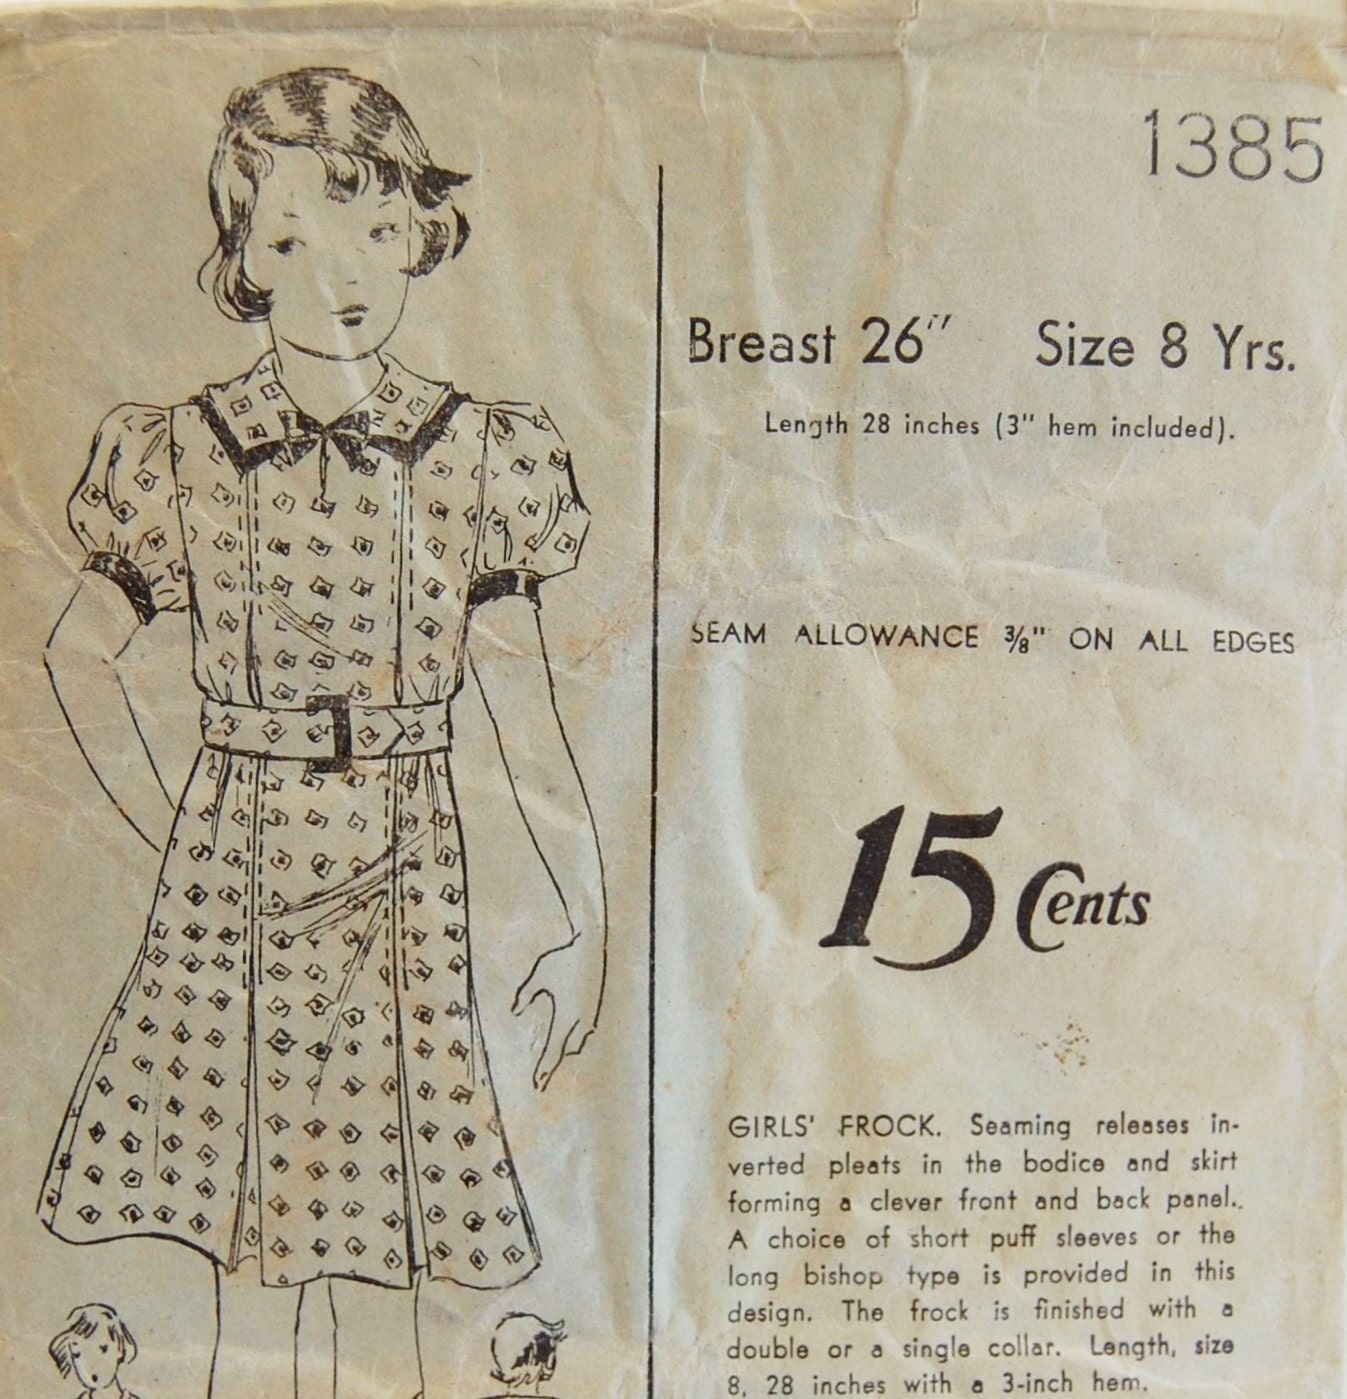 1385
Breast 26" Size 8 Yrs.
Length 28 inches (3" hem included).
SEAM ALLOWANCE 3/8" ON ALL EDGES
15 Cents
GIRLS' FROCK. Seaming releases in-
verted pleats in the bodice and skirt
forming a clever front and back panel.
A choice of short puff sleeves or the
long bishop type is provided in this
design. The frock is finished with a
double or a single collar. Length, size
8, 28 inches with a 3-inch hem.